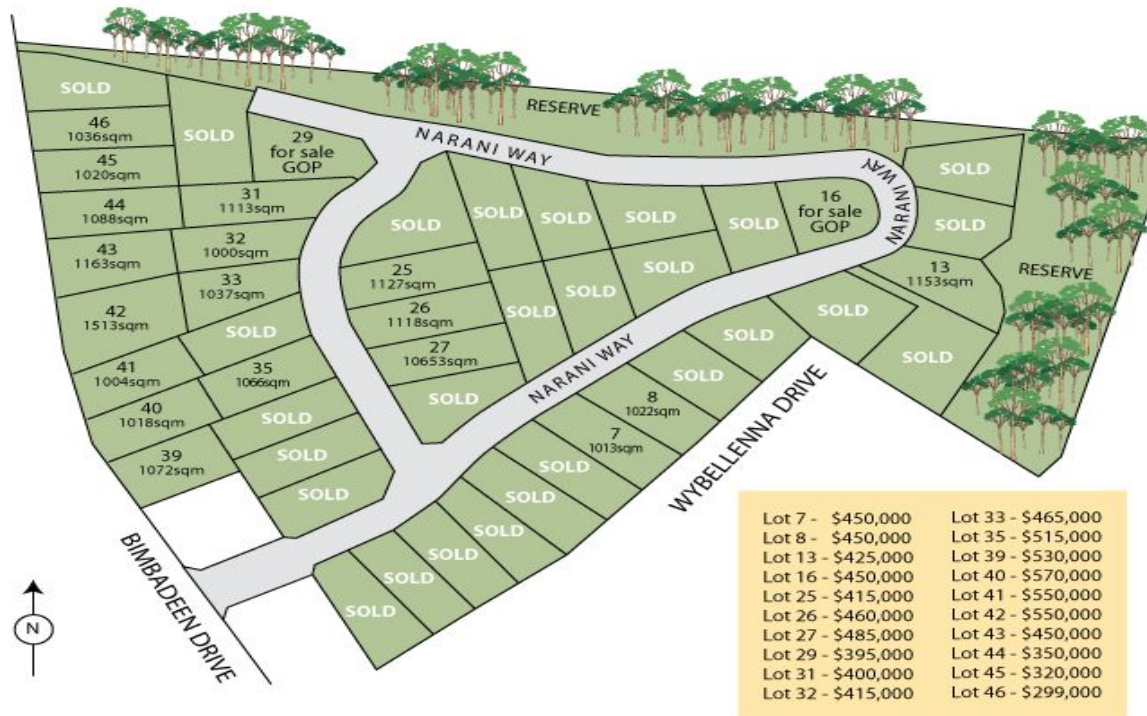 RESERVE
SOLD
46
1036sqm
45
1020sqm
44
1088sqm
43
1163sqm
42
1513sqm
41
1004sqm
40
1018sqm
39
1072sqm
SOLD
29
for sale
GOP
31
1113sqm
32
1000sqm
33
1037sqm
SOLD
35
1066sqm
SOLD
SOLD
SOLD
NARANI WAY
SOLD
25
1127sqm
26
1118sqm
27
10653sqm
SOLD
SOLD
SOLD
SOLD
SOLD
16
for sale
GOP
SOLD
SOLD
SOLD
NARANI WAY
NARANI WAY
SOLD
SOLD
13
1153sqm
RESERVE
SOLD
SOLD
NARANI WAY
SOLD
SOLD
8
1022sqm
7
1013sqm
SOLD
SOLD
SOLD
SOLD
SOLD
SOLD
WYBELLENNA DRIVE
BIMBADEEN DRIVE
N
Lot 7 - $450,000
Lot 8 - $450,000
Lot 13 - $425,000
Lot 16 - $450,000
Lot 25 - $415,000
Lot 26 - $460,000
Lot 27 - $485,000
Lot 29 - $395,000
Lot 31 - $400,000
Lot 32 - $415,000
Lot 33 - $465,000
Lot 35 - $515,000
Lot 39 - $530,000
Lot 40 - $570,000
Lot 41 - $550,000
Lot 42 - $550,000
Lot 43 - $450,000
Lot 44 - $350,000
Lot 45 - $320,000
Lot 46 - $299,000